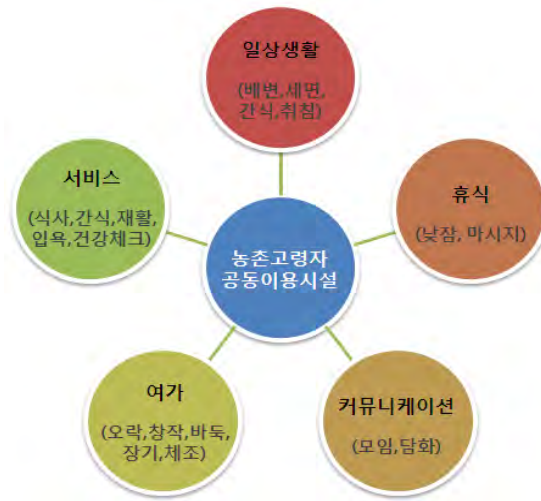 일상생활
(배변,세면,
간식,취침)
서비스
(식사,간식,재활,
입욕,건강체크)
휴식
(낮잠, 마시지)
농촌고령자
공동이용시설
여가
(오락,창작,바둑,
장기,체조)
커뮤니케이션
(모임,담화)